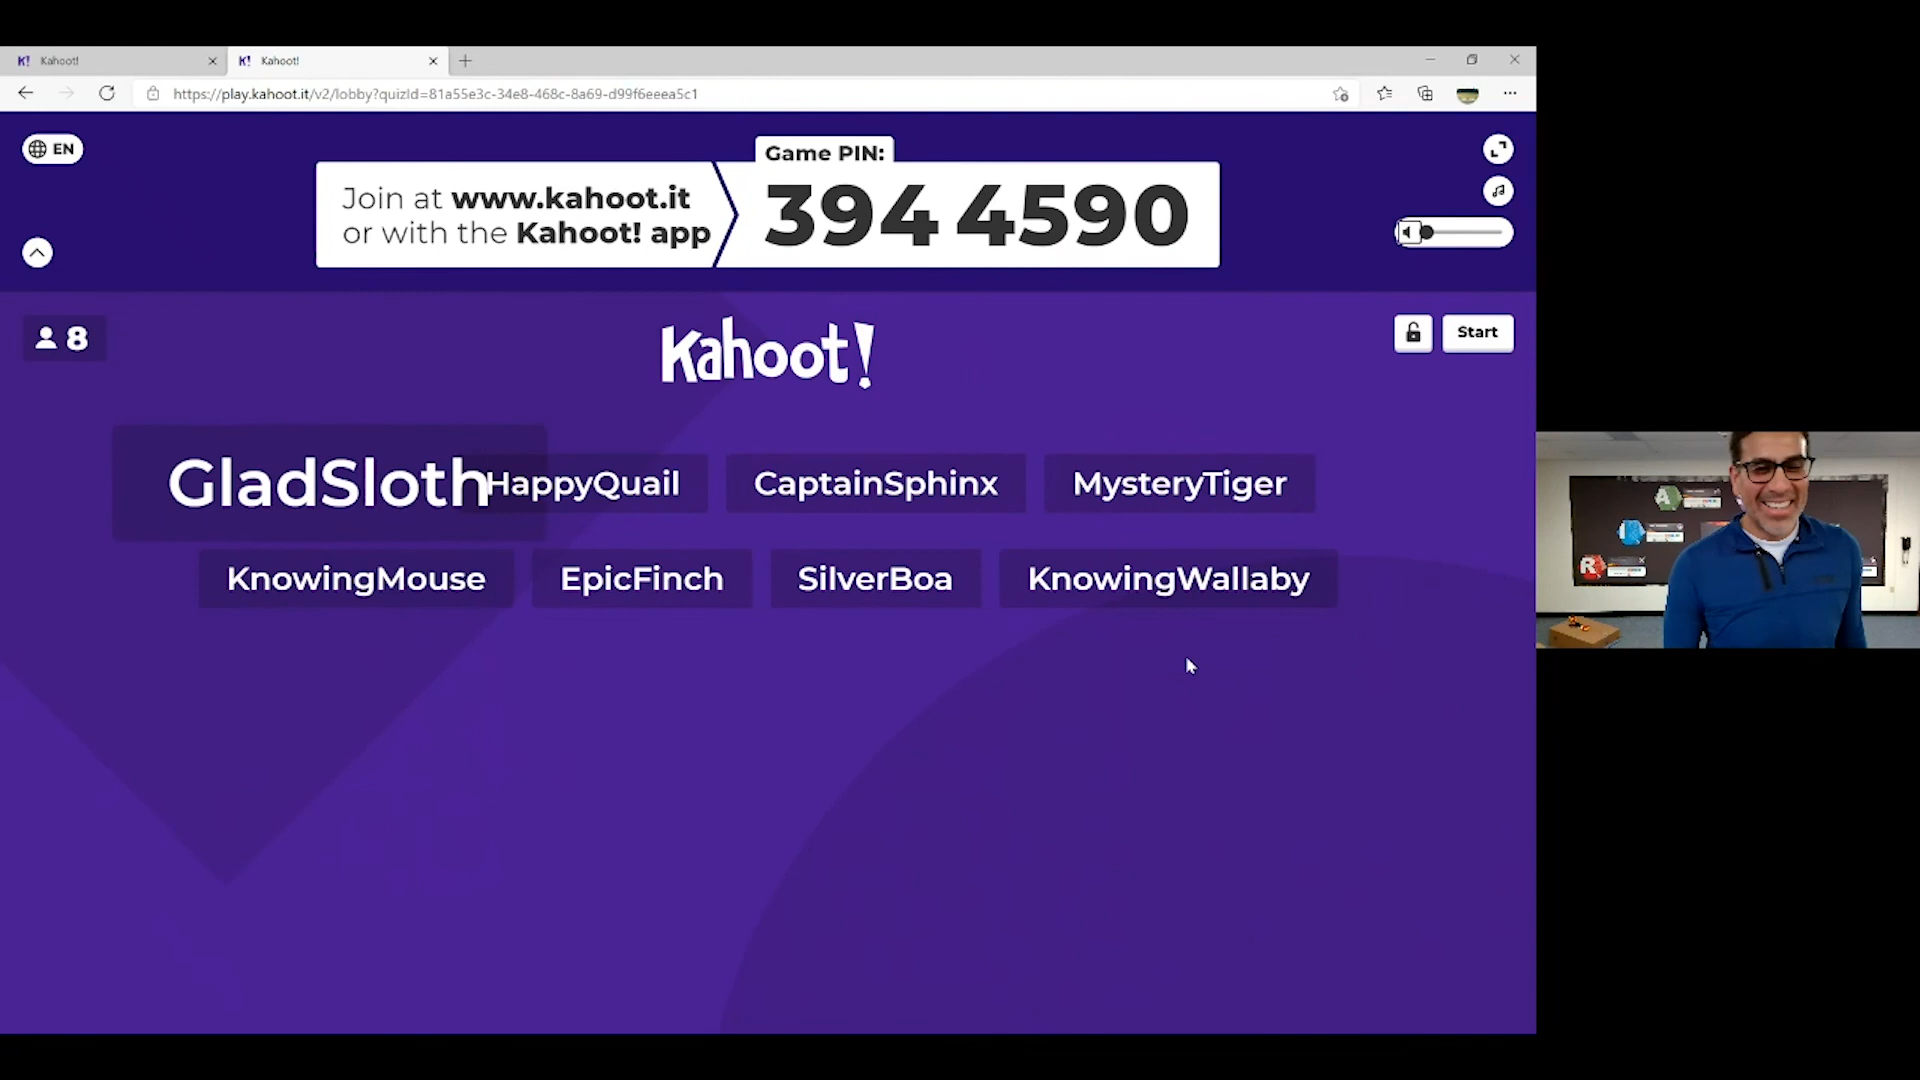 Kahoot!
Kahoot!
https://play.kahoot.it/v2/lobby?quizId=81a55e3c-34e8-468c-8a69-d99f6eeea5c1
EN
Game PIN:
Join at www.kahoot.it
or with the Kahoot! app
394 4590
8
Kahoot!
Start
GladSloth
HappyQuail
CaptainSphinx
MysteryTiger
KnowingMouse
EpicFinch
SilverBoa
KnowingWallaby
A
I
R